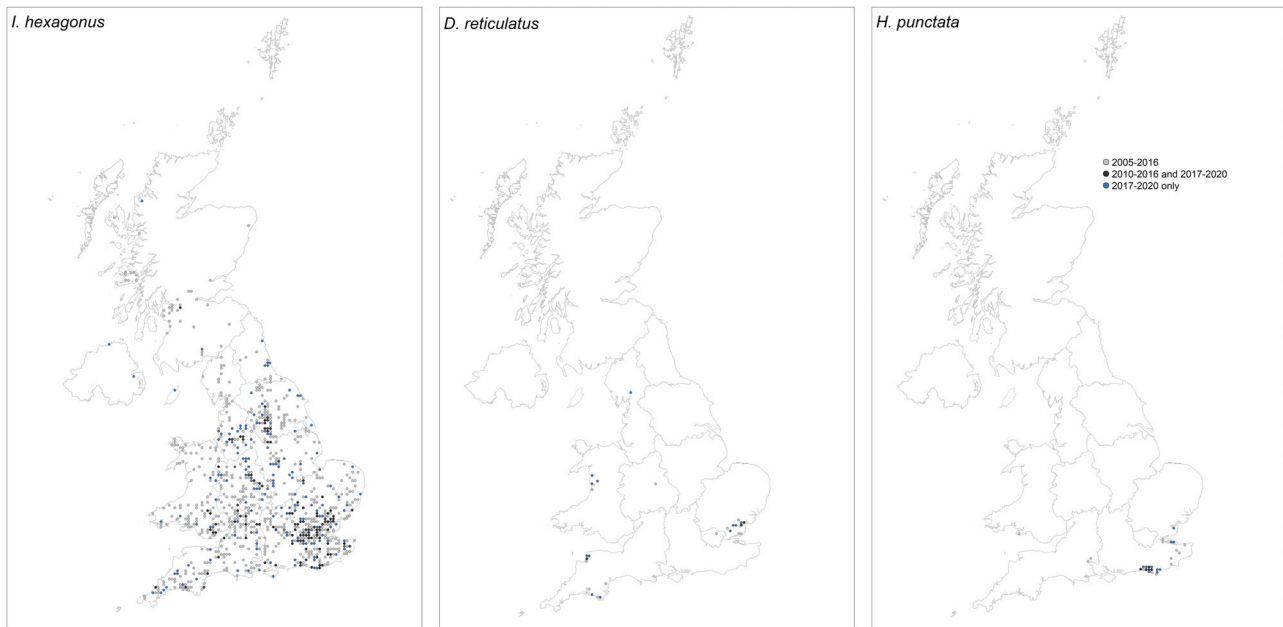 I. hexagonus
D. reticulatus
H. punctata
2005-2016
2010-2016 and 2017-2020
2017-2020 only